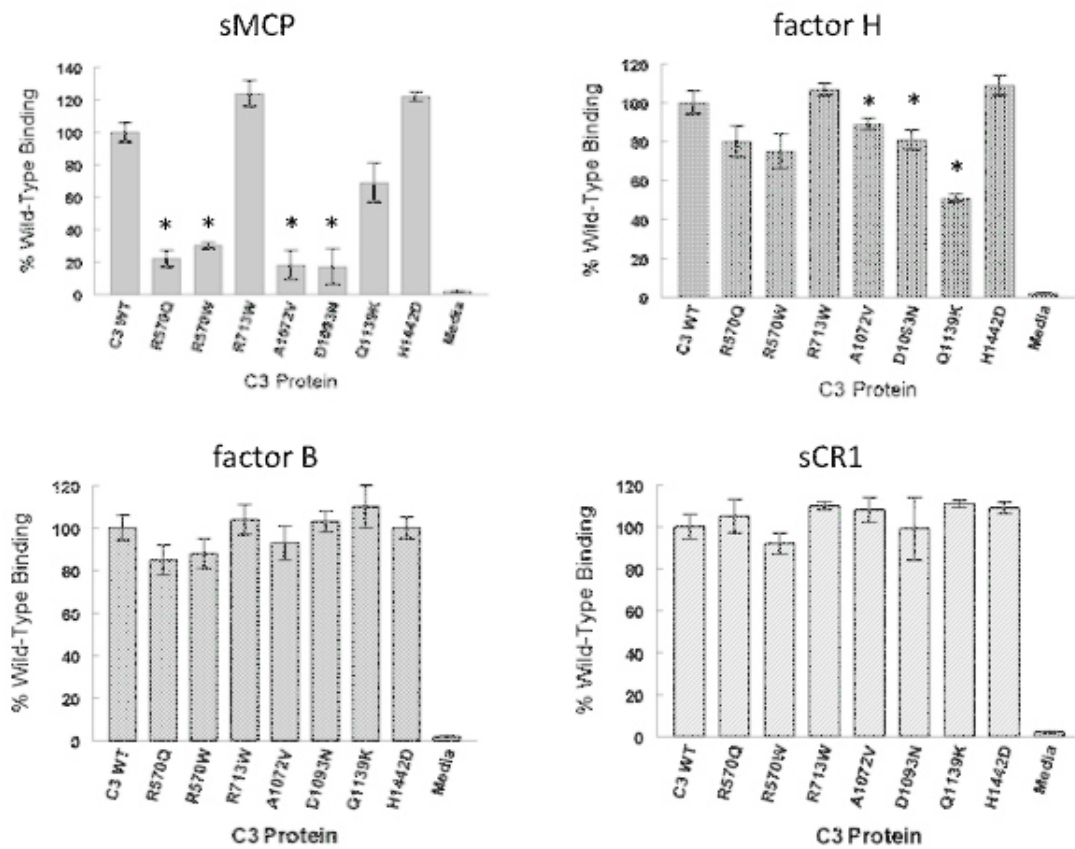 sMCP
% Wild-Type Binding
140
120
100
80
60
40
20
0
* * * *
C3 WT
R570Q
R570W
R713W
A1072V
D1093N
Q1139K
H1442D
Media
C3 Protein
factor H
% Wild-Type Binding
120
100
80
60
40
20
0
* * *
C3 WT
R570Q
R570W
R713W
A1072V
D1093N
Q1139K
H1442D
Media
C3 Protein
factor B
% Wild-Type Binding
120
100
80
60
40
20
0
C3 WT
R570Q
R570W
R713W
A1072V
D1093N
Q1139K
H1442D
Media
C3 Protein
sCR1
% Wild-Type Binding
120
100
80
60
40
20
0
C3 WT
R570Q
R570W
R713W
A1072V
D1093N
Q1139K
H1442D
Media
C3 Protein